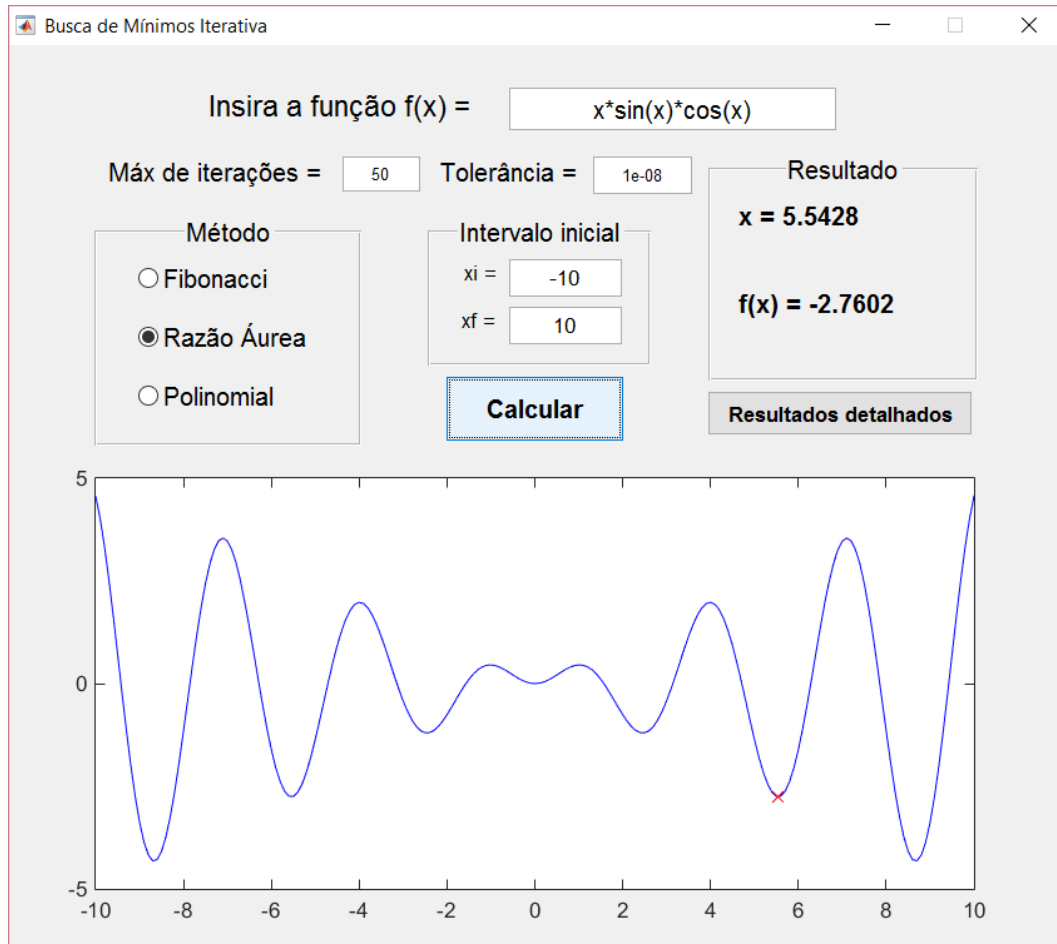 Busca de Mínimos Iterativa
Insira a função f(x) = x*sin(x)*cos(x)
Máx de iterações = 50 Tolerância = 1e-08
Resultado
x = 5.5428
f(x) = -2.7602
Método
Fibonacci
Razão Áurea
Polinomial
Intervalo inicial
xi = -10
xf = 10
Calcular
Resultados detalhados
5
0
-5
-10 -8 -6 -4 -2 0 2 4 6 8 10